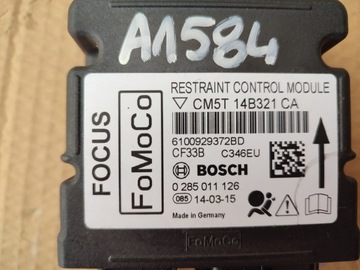 A1584
RESTRAINT CONTROL MODULE
CM5T 14B321 CA
6100929372BD
CF33B C346EU
BOSCH
0 285 011 126
085 14-03-15
Made in Germany
FOCUS
FoMoCo
FoMoCo